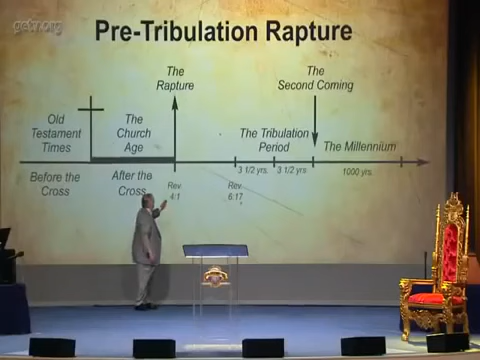 getv.org
Pre-Tribulation Rapture
The
Rapture
The
Second Coming
Old
Testament
Times
The
Church
Age
The Tribulation
Period
The Millennium
3 1/2 yrs.
3 1/2 yrs.
1000 yrs.
Before the
Cross
After the
Cross
Rev.
4:1
Rev.
6:17